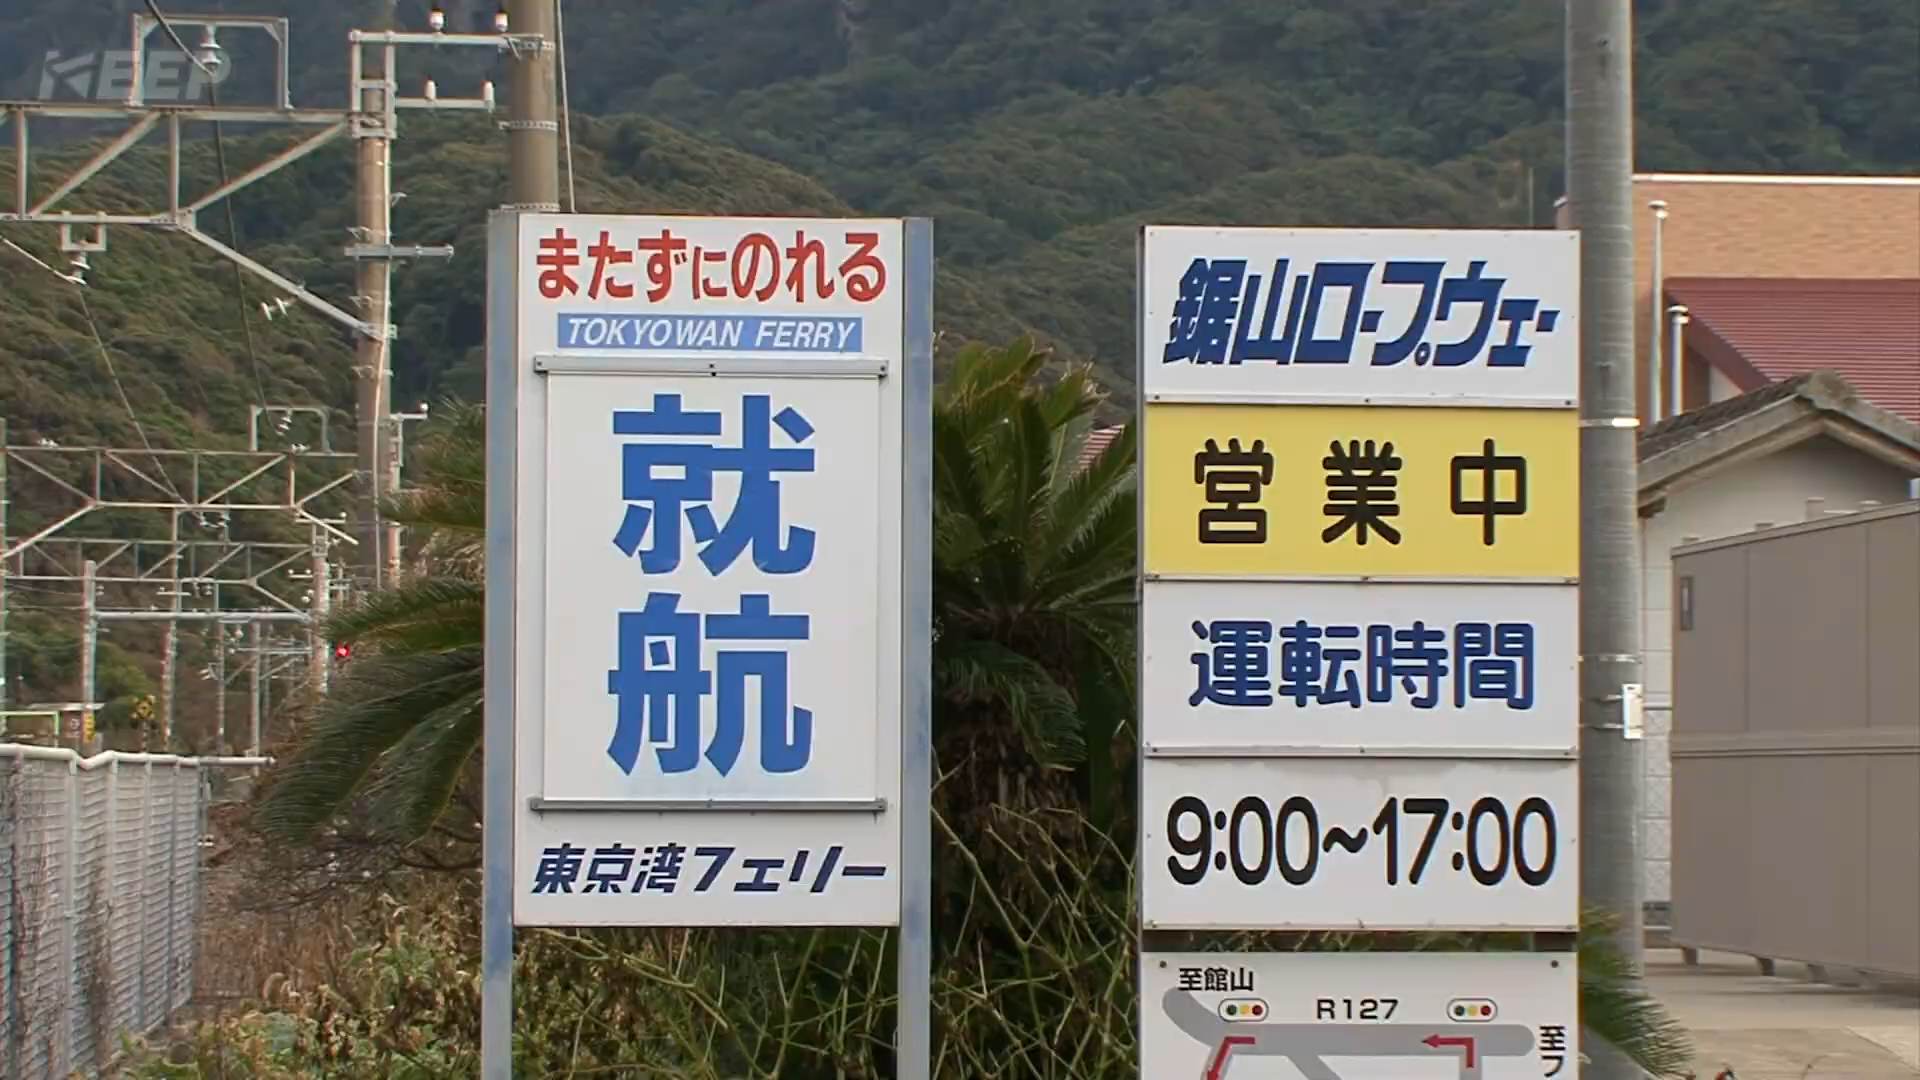 KEEP
またずにのれる
TOKYOWAN FERRY
就航
東京湾フェリー
鋸山ロープウェー
営業中
運転時間
9:00~17:00
至館山
R127
至フ